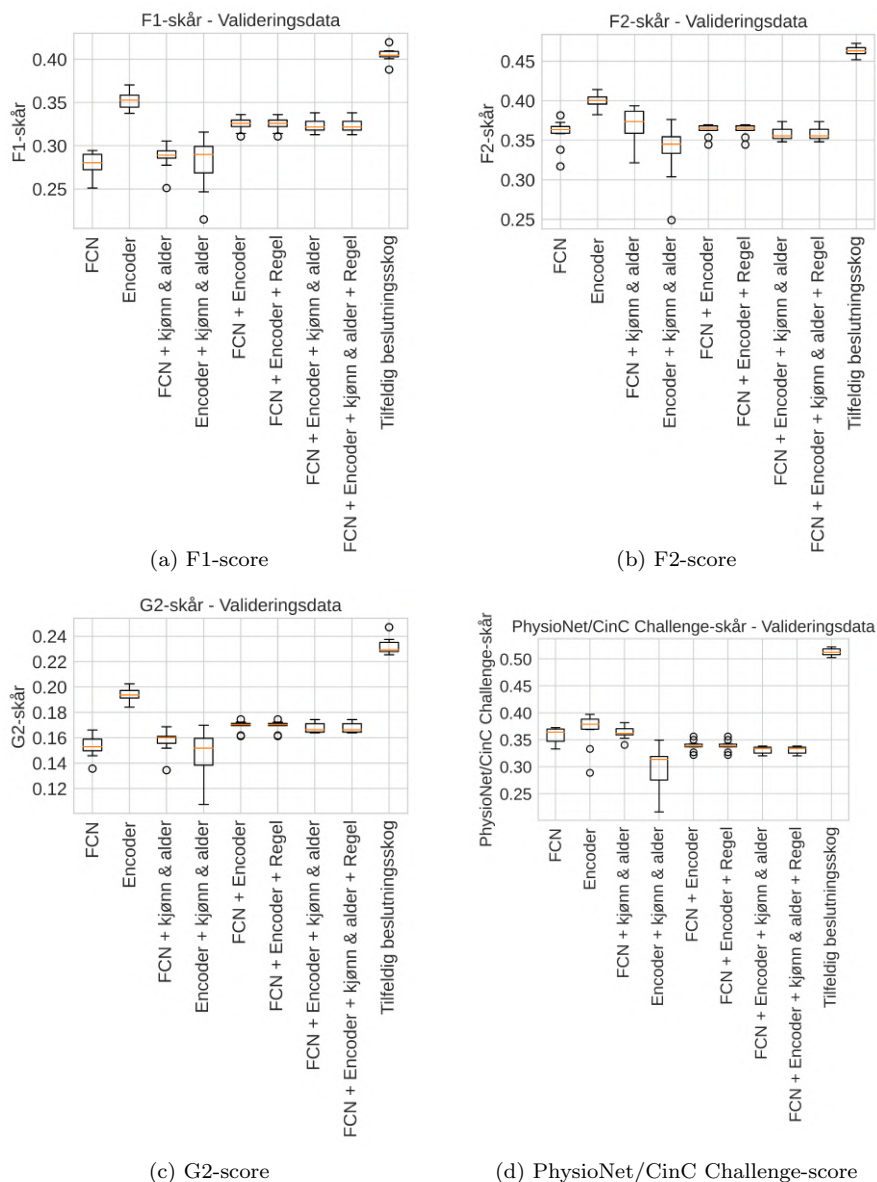 F1-skår - Valideringsdata
F1-skår
0.40
0.35
0.30
0.25
FCN
Encoder
FCN + kjønn & alder
Encoder + kjønn & alder
FCN + Encoder
FCN + Encoder + Regel
FCN + Encoder + kjønn & alder
FCN + Encoder + kjønn & alder + Regel
Tilfeldig beslutningsskog
(a) F1-score
F2-skår - Valideringsdata
F2-skår
0.45
0.40
0.35
0.30
0.25
FCN
Encoder
FCN + kjønn & alder
Encoder + kjønn & alder
FCN + Encoder
FCN + Encoder + Regel
FCN + Encoder + kjønn & alder
FCN + Encoder + kjønn & alder + Regel
Tilfeldig beslutningsskog
(b) F2-score
G2-skår - Valideringsdata
G2-skår
0.24
0.22
0.20
0.18
0.16
0.14
0.12
FCN
Encoder
FCN + kjønn & alder
Encoder + kjønn & alder
FCN + Encoder
FCN + Encoder + Regel
FCN + Encoder + kjønn & alder
FCN + Encoder + kjønn & alder + Regel
Tilfeldig beslutningsskog
(c) G2-score
PhysioNet/CinC Challenge-skår - Valideringsdata
PhysioNet/CinC Challenge-skår
0.50
0.45
0.40
0.35
0.30
0.25
FCN
Encoder
FCN + kjønn & alder
Encoder + kjønn & alder
FCN + Encoder
FCN + Encoder + Regel
FCN + Encoder + kjønn & alder
FCN + Encoder + kjønn & alder + Regel
Tilfeldig beslutningsskog
(d) PhysioNet/CinC Challenge-score